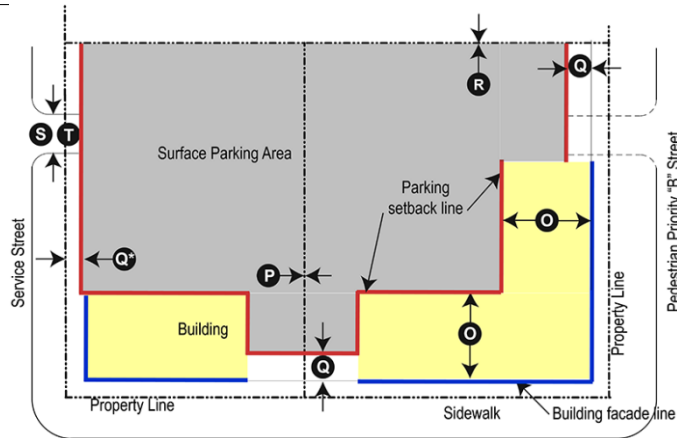 Q
R
S T
Surface Parking Area
Parking
setback line
O
Pedestrian Priority "B" Street
Service Street
Q*
P
Property Line
Building
O
Q
Property Line
Sidewalk
Building facade line